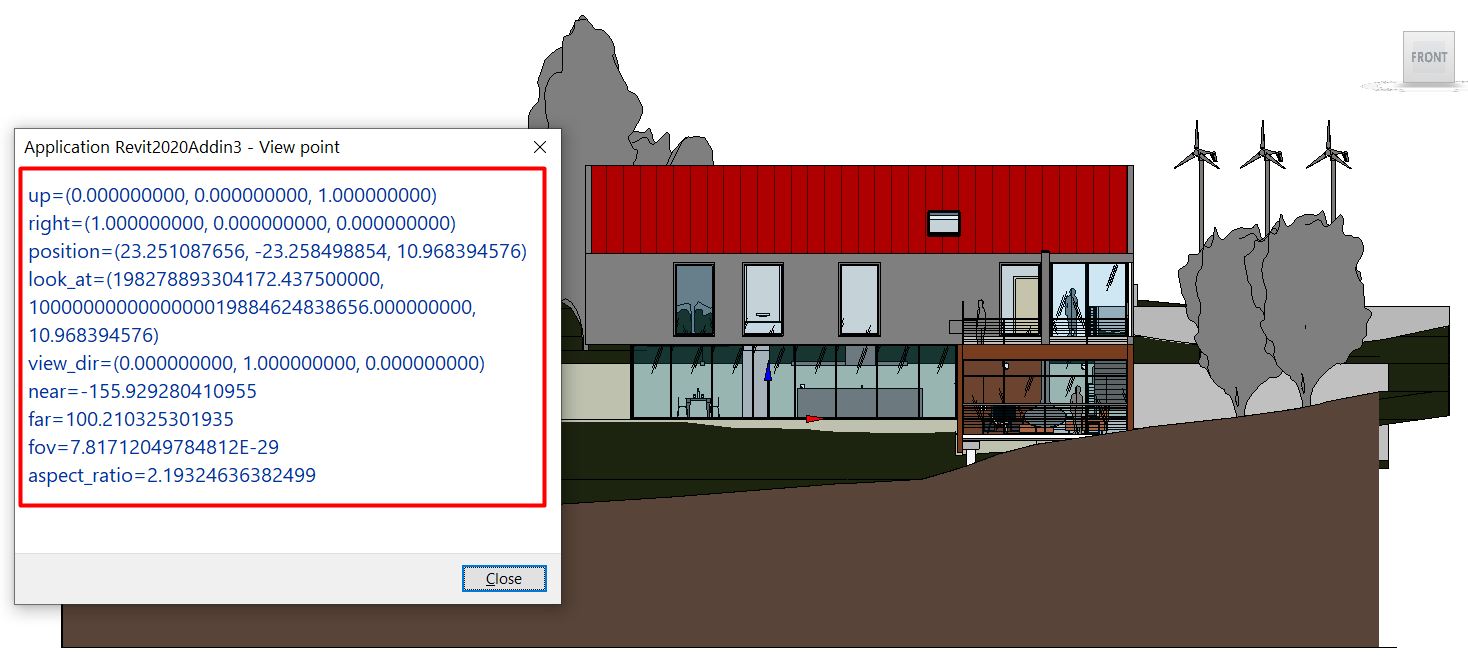 FRONT
Application Revit2020Addin3 - View point
up=(0.000000000, 0.000000000, 1.000000000)
right=(1.000000000, 0.000000000, 0.000000000)
position=(23.251087656, -23.258498854, 10.968394576)
look_at=(198278893304172.437500000,
1000000000000000019884624838656.000000000,
10.968394576)
view_dir=(0.000000000, 1.000000000, 0.000000000)
near=-155.929280410955
far=100.210325301935
fov=7.81712049784812E-29
aspect_ratio=2.19324636382499
Close